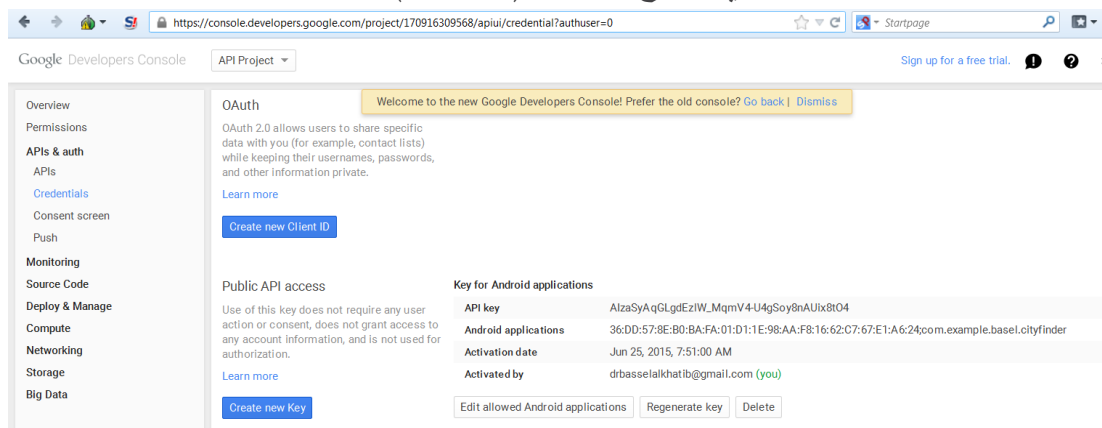 https://console.developers.google.com/project/170916309568/apiui/credential?authuser=0
Startpage
Google Developers Console
API Project
Sign up for a free trial.
Welcome to the new Google Developers Console! Prefer the old console? Go back | Dismiss
Overview
Permissions
APIs & auth
APIs
Credentials
Consent screen
Push
Monitoring
Source Code
Deploy & Manage
Compute
Networking
Storage
Big Data
OAuth
OAuth 2.0 allows users to share specific
data with you (for example, contact lists)
while keeping their usernames, passwords,
and other information private.
Learn more
Create new Client ID
Public API access
Use of this key does not require any user
action or consent, does not grant access to
any account information, and is not used for
authorization.
Learn more
Create new Key
Key for Android applications
API key AIzaSyAqGLgdEzIW_MqmV4-U4gSoy8nAUix8tO4
Android applications 36:DD:57:8E:B0:BA:FA:01:D1:1E:98:AA:F8:16:62:C7:67:E1:A6:24;com.example.basel.cityfinder
Activation date Jun 25, 2015, 7:51:00 AM
Activated by drbasselalkhatib@gmail.com (you)
Edit allowed Android applications Regenerate key Delete